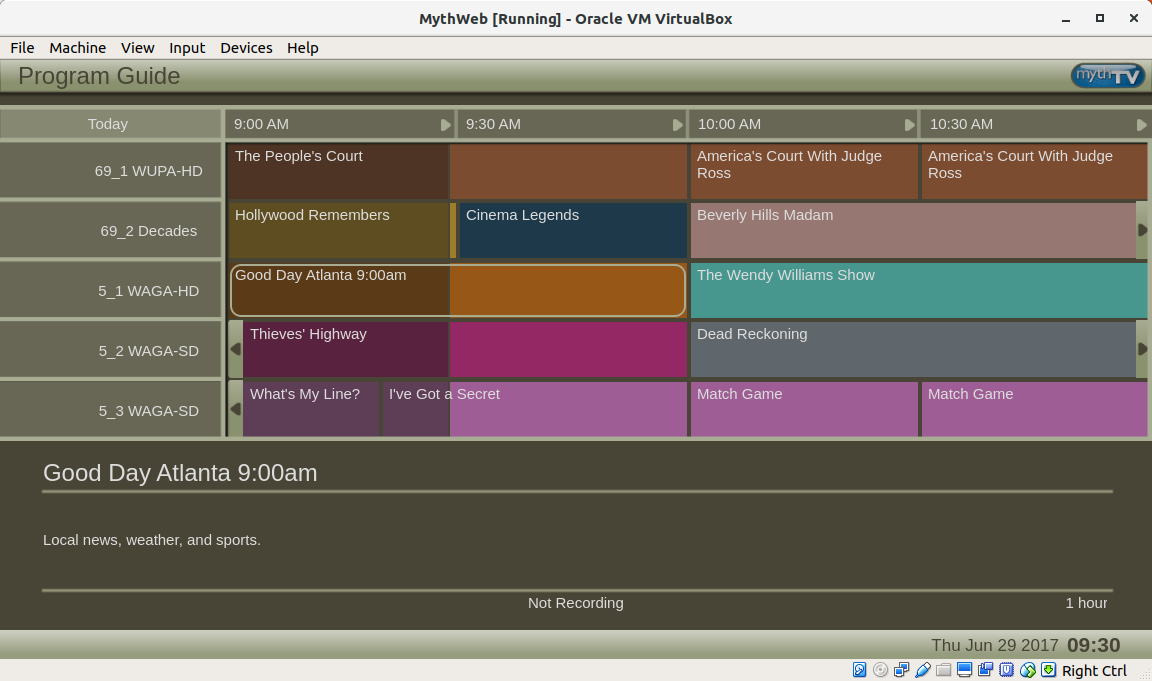 MythWeb [Running] - Oracle VM VirtualBox
File Machine View Input Devices Help
Program Guide
mythTV
Today 9:00 AM 9:30 AM 10:00 AM 10:30 AM
69_1 WUPA-HD The People's Court America's Court With Judge Ross America's Court With Judge Ross
69_2 Decades Hollywood Remembers Cinema Legends Beverly Hills Madam
5_1 WAGA-HD Good Day Atlanta 9:00am The Wendy Williams Show
5_2 WAGA-SD Thieves' Highway Dead Reckoning
5_3 WAGA-SD What's My Line? I've Got a Secret Match Game Match Game
Good Day Atlanta 9:00am
Local news, weather, and sports.
Not Recording 1 hour
Thu Jun 29 2017 09:30
Right Ctrl